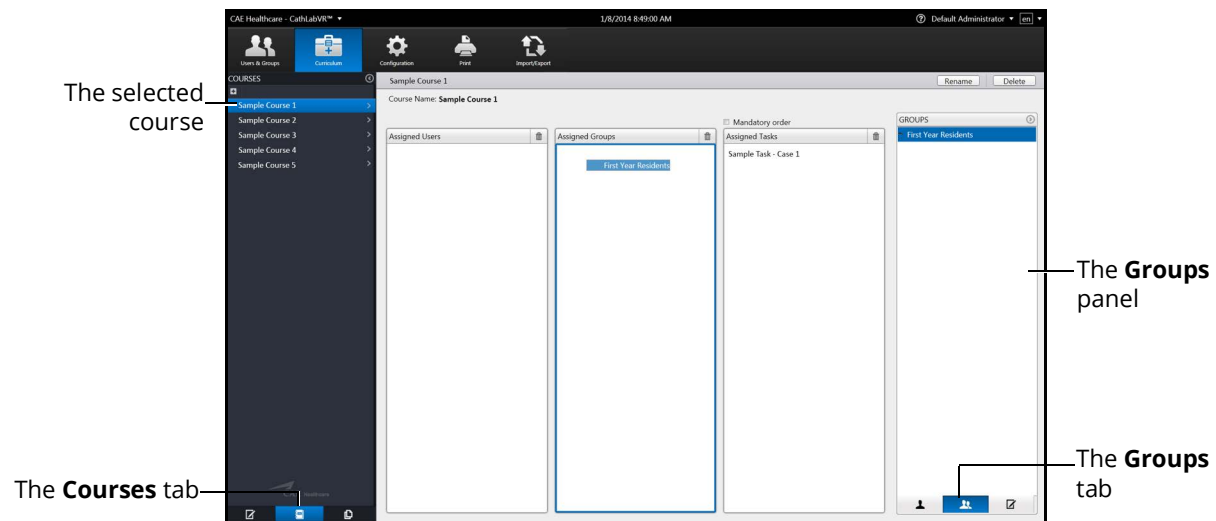 CAE Healthcare - CathLabVR™
1/8/2014 8:49:00 AM
Default Administrator
en
Users & Groups
Curriculum
Configuration
Print
Import/Export
COURSES
Sample Course 1
Sample Course 2
Sample Course 3
Sample Course 4
Sample Course 5
Sample Course 1
Rename
Delete
Course Name: Sample Course 1
Mandatory order
Assigned Users
Assigned Groups
Assigned Tasks
First Year Residents
Sample Task - Case 1
GROUPS
First Year Residents
CAE Healthcare
The selected
course
The Groups
panel
The Groups
tab
The Courses tab